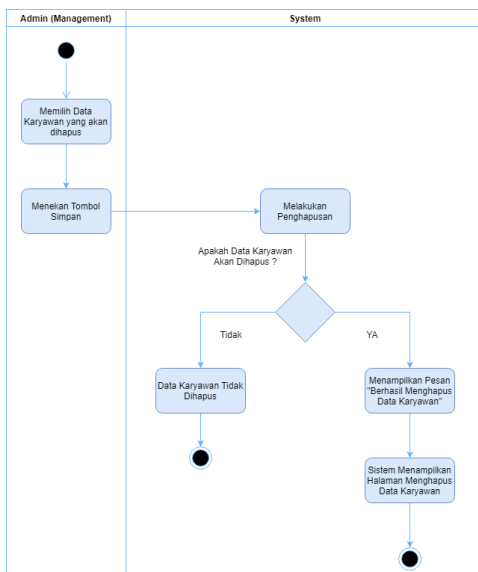 Admin (Management)
System
Memilih Data
Karyawan yang akan
dihapus
Menekan Tombol
Simpan
Melakukan
Penghapusan
Apakah Data Karyawan
Akan Dihapus ?
Tidak
YA
Data Karyawan Tidak
Dihapus
Menampilkan Pesan
"Berhasil Menghapus
Data Karyawan"
Sistem Menampilkan
Halaman Menghapus
Data Karyawan